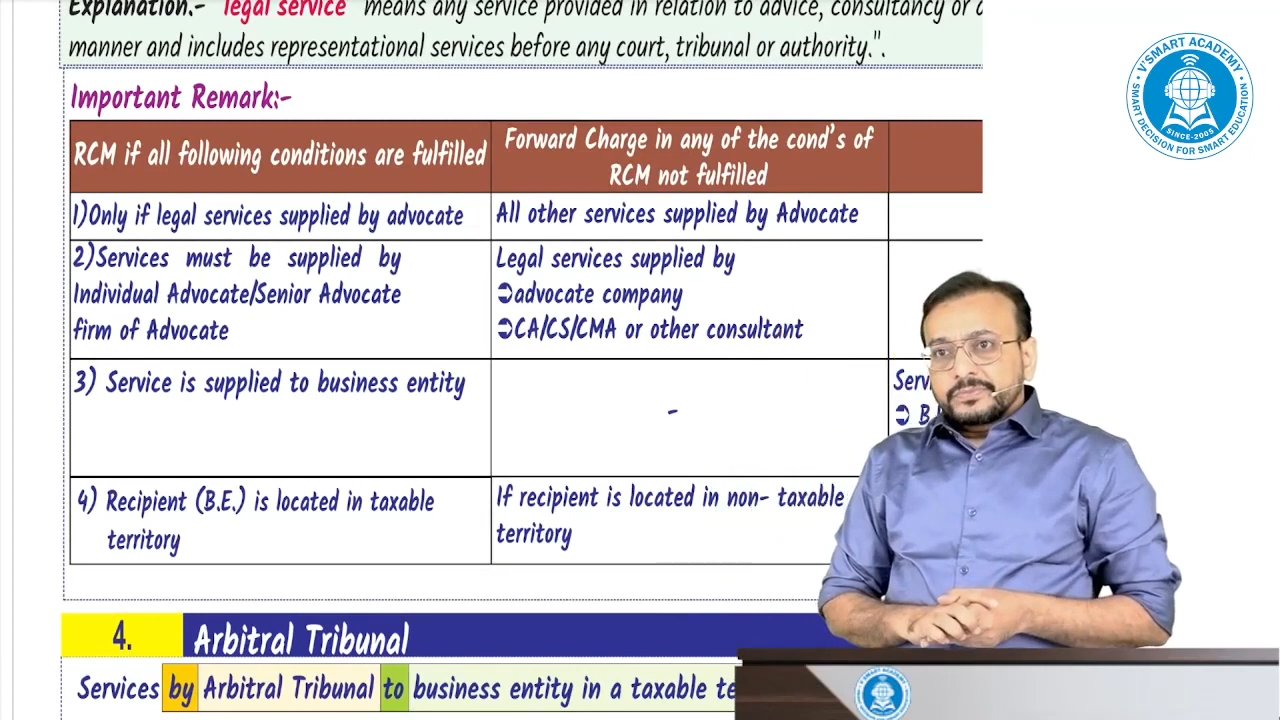 Explanation.- "legal service" means any service provided in relation to advice, consultancy or
manner and includes representational services before any court, tribunal or authority.".
Important Remark:-
RCM if all following conditions are fulfilled
Forward Charge in any of the cond's of
RCM not fulfilled
1)Only if legal services supplied by advocate
All other services supplied by Advocate
2)Services must be supplied by
Individual Advocate/Senior Advocate
firm of Advocate
Legal services supplied by
➲advocate company
➲CA/CS/CMA or other consultant
3) Service is supplied to business entity
-
4) Recipient (B.E.) is located in taxable
territory
If recipient is located in non- taxable
territory
4.
Arbitral Tribunal
Services by Arbitral Tribunal to business entity in a taxable
V'SMART ACADEMY
SMART DECISION FOR SMART EDUCATION
SINCE-2005